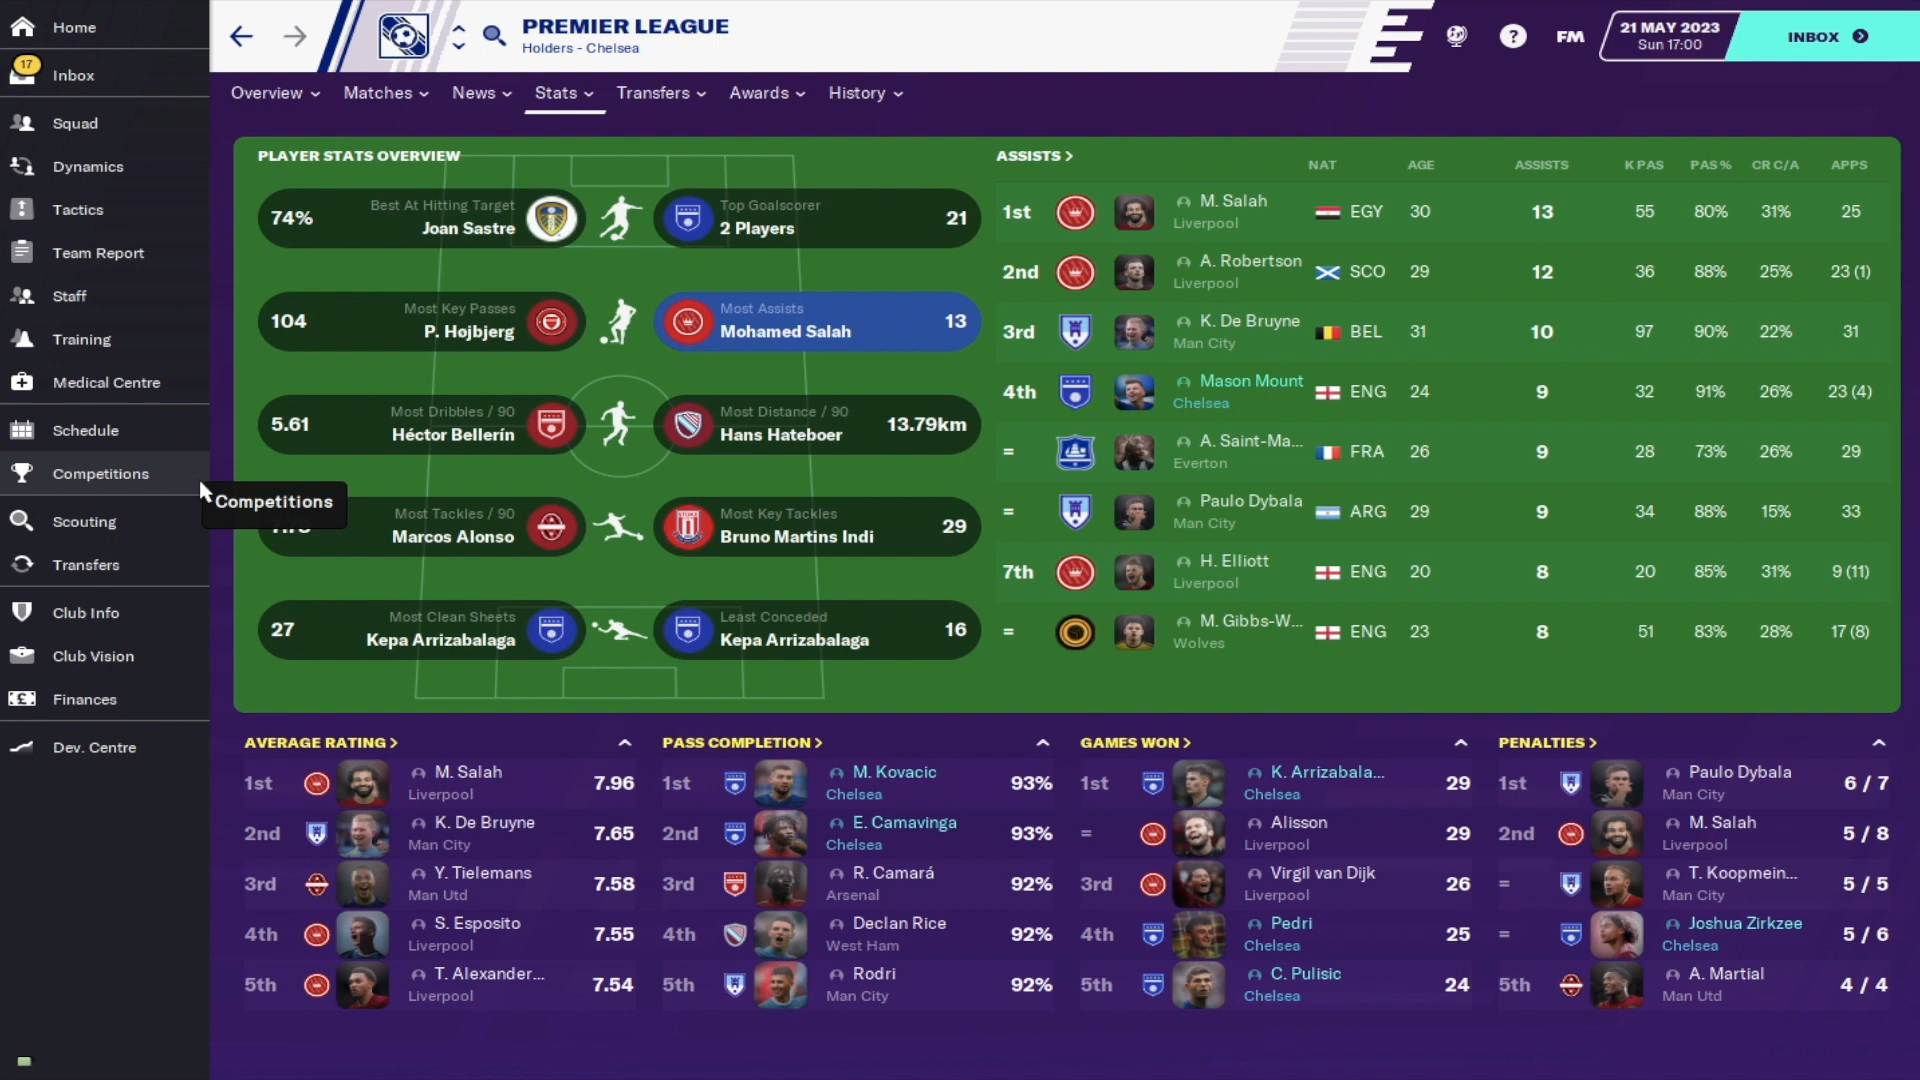 Home
17
Inbox
Squad
Dynamics
Tactics
Team Report
Staff
Training
Medical Centre
Schedule
Competitions
Scouting
Transfers
Club Info
Club Vision
Finances
Dev. Centre
PREMIER LEAGUE
Holders - Chelsea
?
FM
21 MAY 2023
Sun 17:00
INBOX
Overview Matches News Stats Transfers Awards History
PLAYER STATS OVERVIEW
74% Best At Hitting Target
Joan Sastre
Top Goalscorer
2 Players 21
104 Most Key Passes
P. Hojbjerg
Most Assists
Mohamed Salah 13
5.61 Most Dribbles / 90
Héctor Bellerín
Most Distance / 90
Hans Hateboer 13.79km
Competitions
Most Tackles / 90
Marcos Alonso
Most Key Tackles
Bruno Martins Indi 29
27 Most Clean Sheets
Kepa Arrizabalaga
Least Conceded
Kepa Arrizabalaga 16
ASSISTS > NAT AGE ASSISTS K PAS PAS % CR C/A APPS
1st M. Salah EGY 30 13 55 80% 31% 25
Liverpool
2nd A. Robertson SCO 29 12 36 88% 25% 23 (1)
Liverpool
3rd K. De Bruyne BEL 31 10 97 90% 22% 31
Man City
4th Mason Mount ENG 24 9 32 91% 26% 23 (4)
Chelsea
= A. Saint-Ma... FRA 26 9 28 73% 26% 29
Everton
= Paulo Dybala ARG 29 9 34 88% 15% 33
Man City
7th H. Elliott ENG 20 8 20 85% 31% 9 (11)
Liverpool
= M. Gibbs-W... ENG 23 8 51 83% 28% 17 (8)
Wolves
AVERAGE RATING >
1st M. Salah 7.96
Liverpool
2nd K. De Bruyne 7.65
Man City
3rd Y. Tielemans 7.58
Man Utd
4th S. Esposito 7.55
Liverpool
5th T. Alexander... 7.54
Liverpool
PASS COMPLETION >
1st M. Kovacic 93%
Chelsea
2nd E. Camavinga 93%
Chelsea
3rd R. Camará 92%
Arsenal
4th Declan Rice 92%
West Ham
5th Rodri 92%
Man City
GAMES WON >
1st K. Arrizabala... 29
Chelsea
= Alisson 29
Liverpool
3rd Virgil van Dijk 26
Liverpool
4th Pedri 25
Chelsea
5th C. Pulisic 24
Chelsea
PENALTIES >
1st Paulo Dybala 6 / 7
Man City
2nd M. Salah 5 / 8
Liverpool
= T. Koopmein... 5 / 5
Man City
= Joshua Zirkzee 5 / 6
Chelsea
5th A. Martial 4 / 4
Man Utd